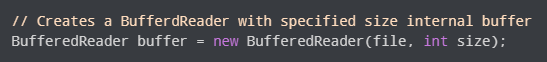 // Creates a BufferdReader with specified size internal buffer
BufferedReader buffer = new BufferedReader(file, int size);